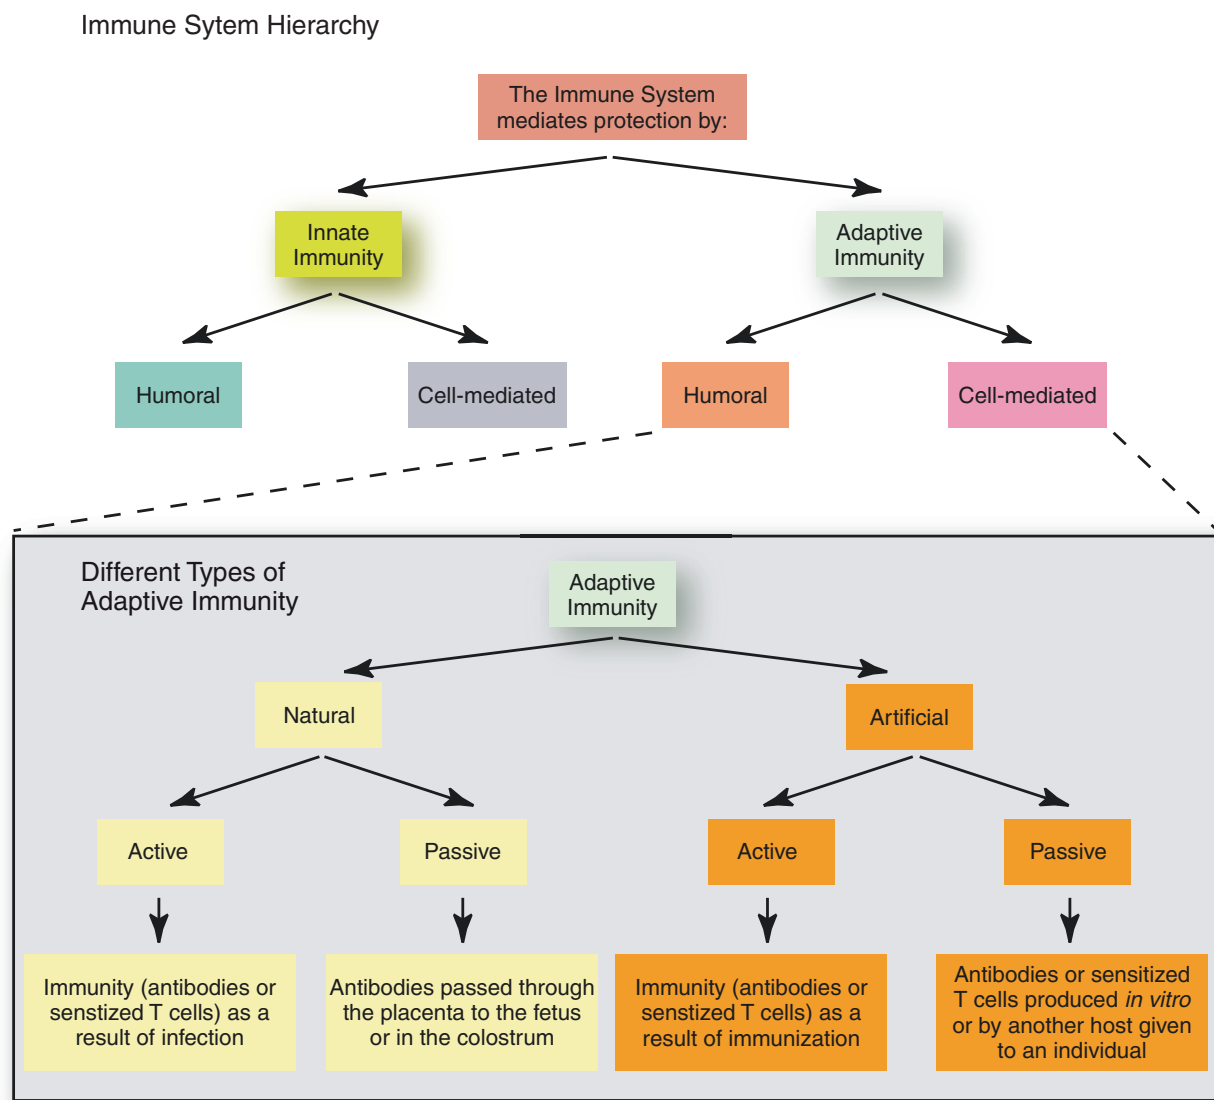 Immune Sytem Hierarchy
The Immune System
mediates protection by:
Innate
Immunity
Adaptive
Immunity
Humoral
Cell-mediated
Humoral
Cell-mediated
Different Types of
Adaptive Immunity
Adaptive
Immunity
Natural
Artificial
Active
Passive
Active
Passive
Immunity (antibodies or
senstized T cells) as a
result of infection
Antibodies passed through
the placenta to the fetus
or in the colostrum
Immunity (antibodies or
senstized T cells) as a
result of immunization
Antibodies or sensitized
T cells produced in vitro
or by another host given
to an individual